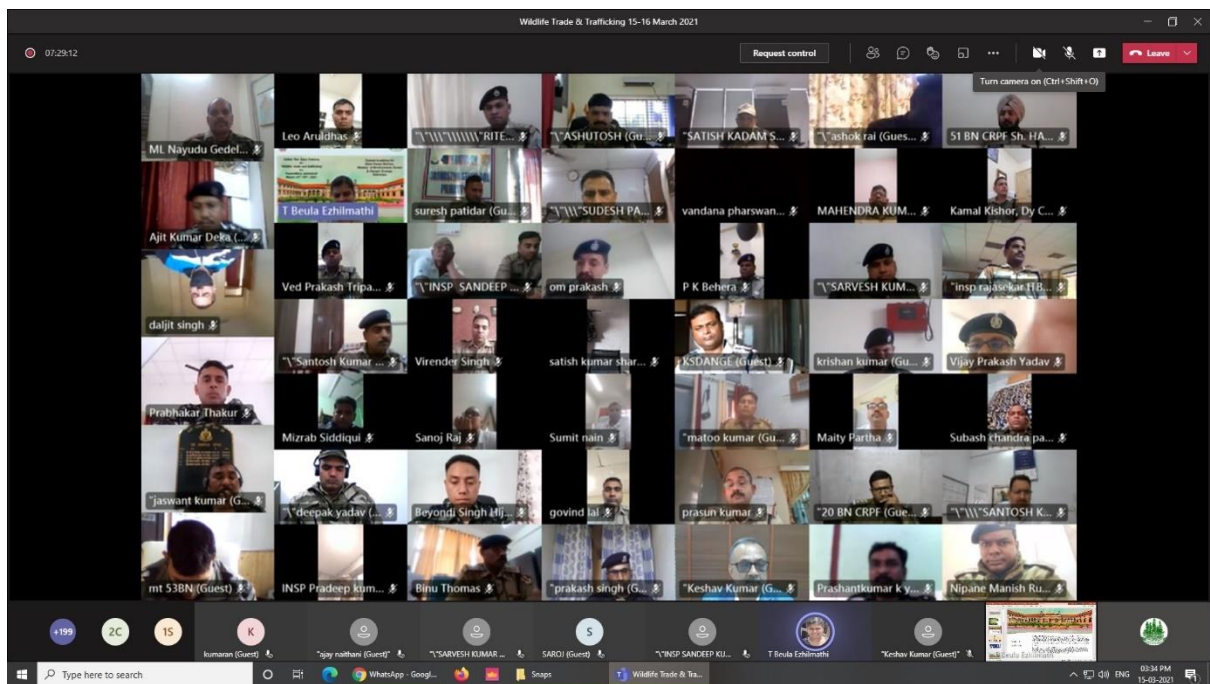 Wildlife Trade & Trafficking 15-16 March 2021
07:29:12
Request control
Leave
Turn camera on (Ctrl+Shift+O)
ML Nayudu Gedel...
Leo Aruldhas
"\"\\\"\\\\\\\"RITE...
"\"ASHUTOSH (Gu...
"SATISH KADAM S...
"\"ashok rai (Gues...
51 BN CRPF Sh. HA...
Ajit Kumar Deka (...
T Beula Ezhilmathi
suresh patidar (Gu...
"\"\\\"SUDESH PA...
vandana pharswan...
MAHENDRA KUM...
Kamal Kishor, Dy C...
daljit singh
Ved Prakash Tripa...
"\"INSP SANDEEP ...
om prakash
P K Behera
"\"SARVESH KUM...
"insp rajasekar H B...
Prabhakar Thakur
"\"Santosh Kumar ...
Virender Singh
satish kumar shar...
KSDANGE (Guest)
krishan kumar (Gu...
Vijay Prakash Yadav
Mizrab Siddiqui
Sanoj Raj
Sumit nain
"matoo kumar (Gu...
Maity Partha
Subash chandra pa...
"jaswant kumar (G...
"\"deepak yadav (...
Beyondi Singh Hij...
govind lal
prasun kumar
"20 BN CRPF (Gue...
"\"\\\"SANTOSH K...
mt 53BN (Guest)
INSP Pradeep kum...
Binu Thomas
"prakash singh (G...
"Keshav Kumar (G...
Prashantkumar k y...
Nipane Manish Ru...
+199
2C
1S
K
S
kumaran (Guest)
"ajay naithani (Guest)"
"\"SARVESH KUMAR ...
SAROJ (Guest)
"\"INSP SANDEEP KU...
T Beula Ezhilmathi
"Keshav Kumar (Guest)"
T Beula Ezhilmathi
Type here to search
WhatsApp - Googl...
Snaps
Wildlife Trade & Tra...
ENG
03:34 PM
15-03-2021